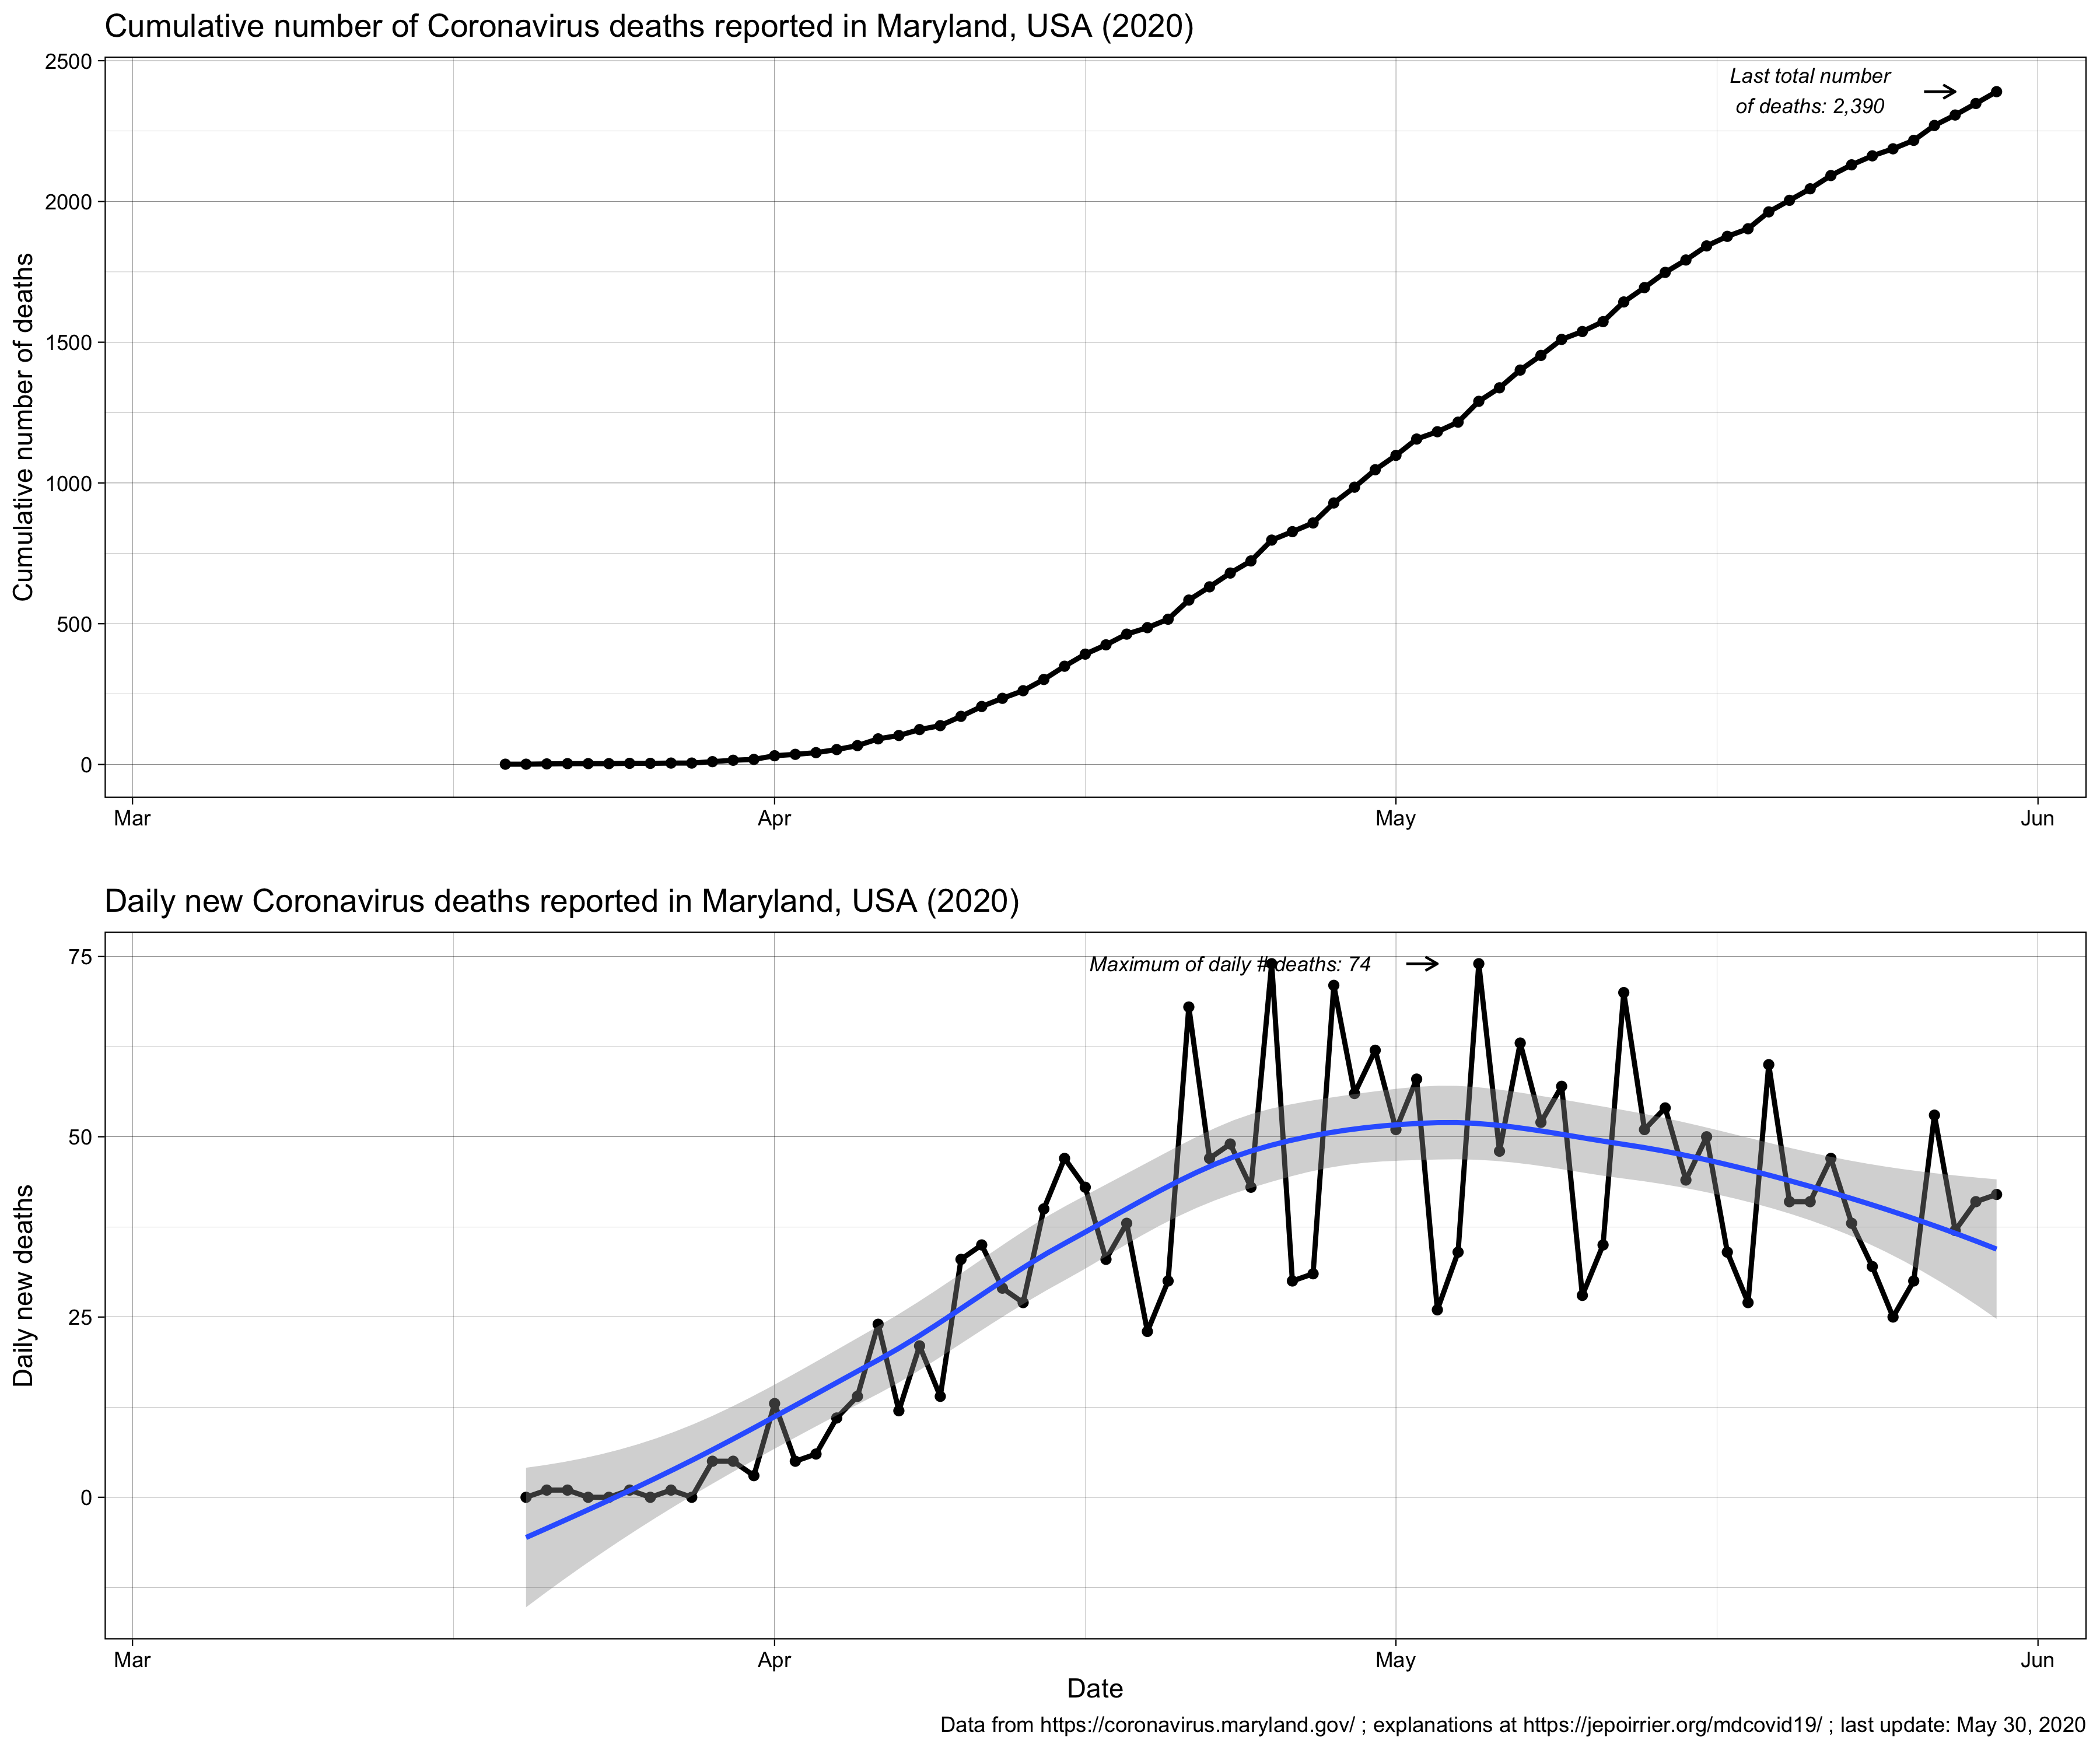 Cumulative number of Coronavirus deaths reported in Maryland, USA (2020)
2500
2000
1500
1000
500
0
Cumulative number of deaths
Last total number
of deaths: 2,390
Mar Apr May Jun
Daily new Coronavirus deaths reported in Maryland, USA (2020)
75
50
25
0
Daily new deaths
Maximum of daily # deaths: 74
Mar Apr May Jun
Date
Data from https://coronavirus.maryland.gov/ ; explanations at https://jepoirrier.org/mdcovid19/ ; last update: May 30, 2020